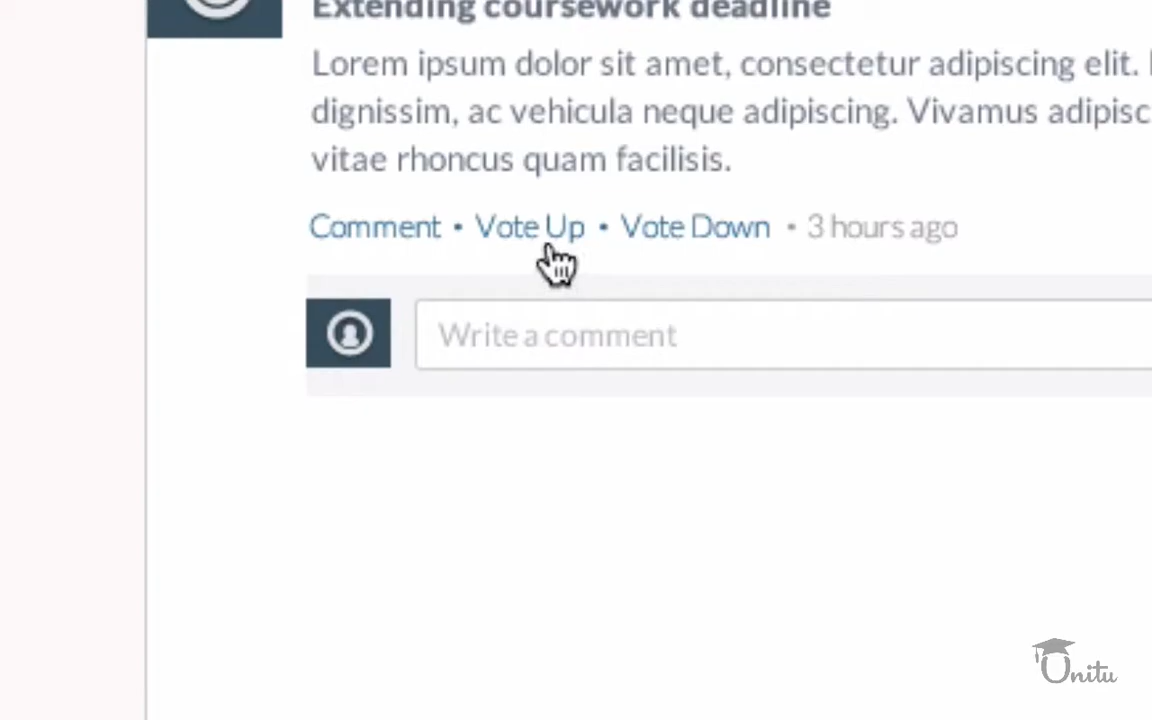 Extending coursework deadline
Lorem ipsum dolor sit amet, consectetur adipiscing elit.
dignissim, ac vehicula neque adipiscing. Vivamus adipisc
vitae rhoncus quam facilisis.
Comment • Vote Up • Vote Down • 3 hours ago
Write a comment
Unitu